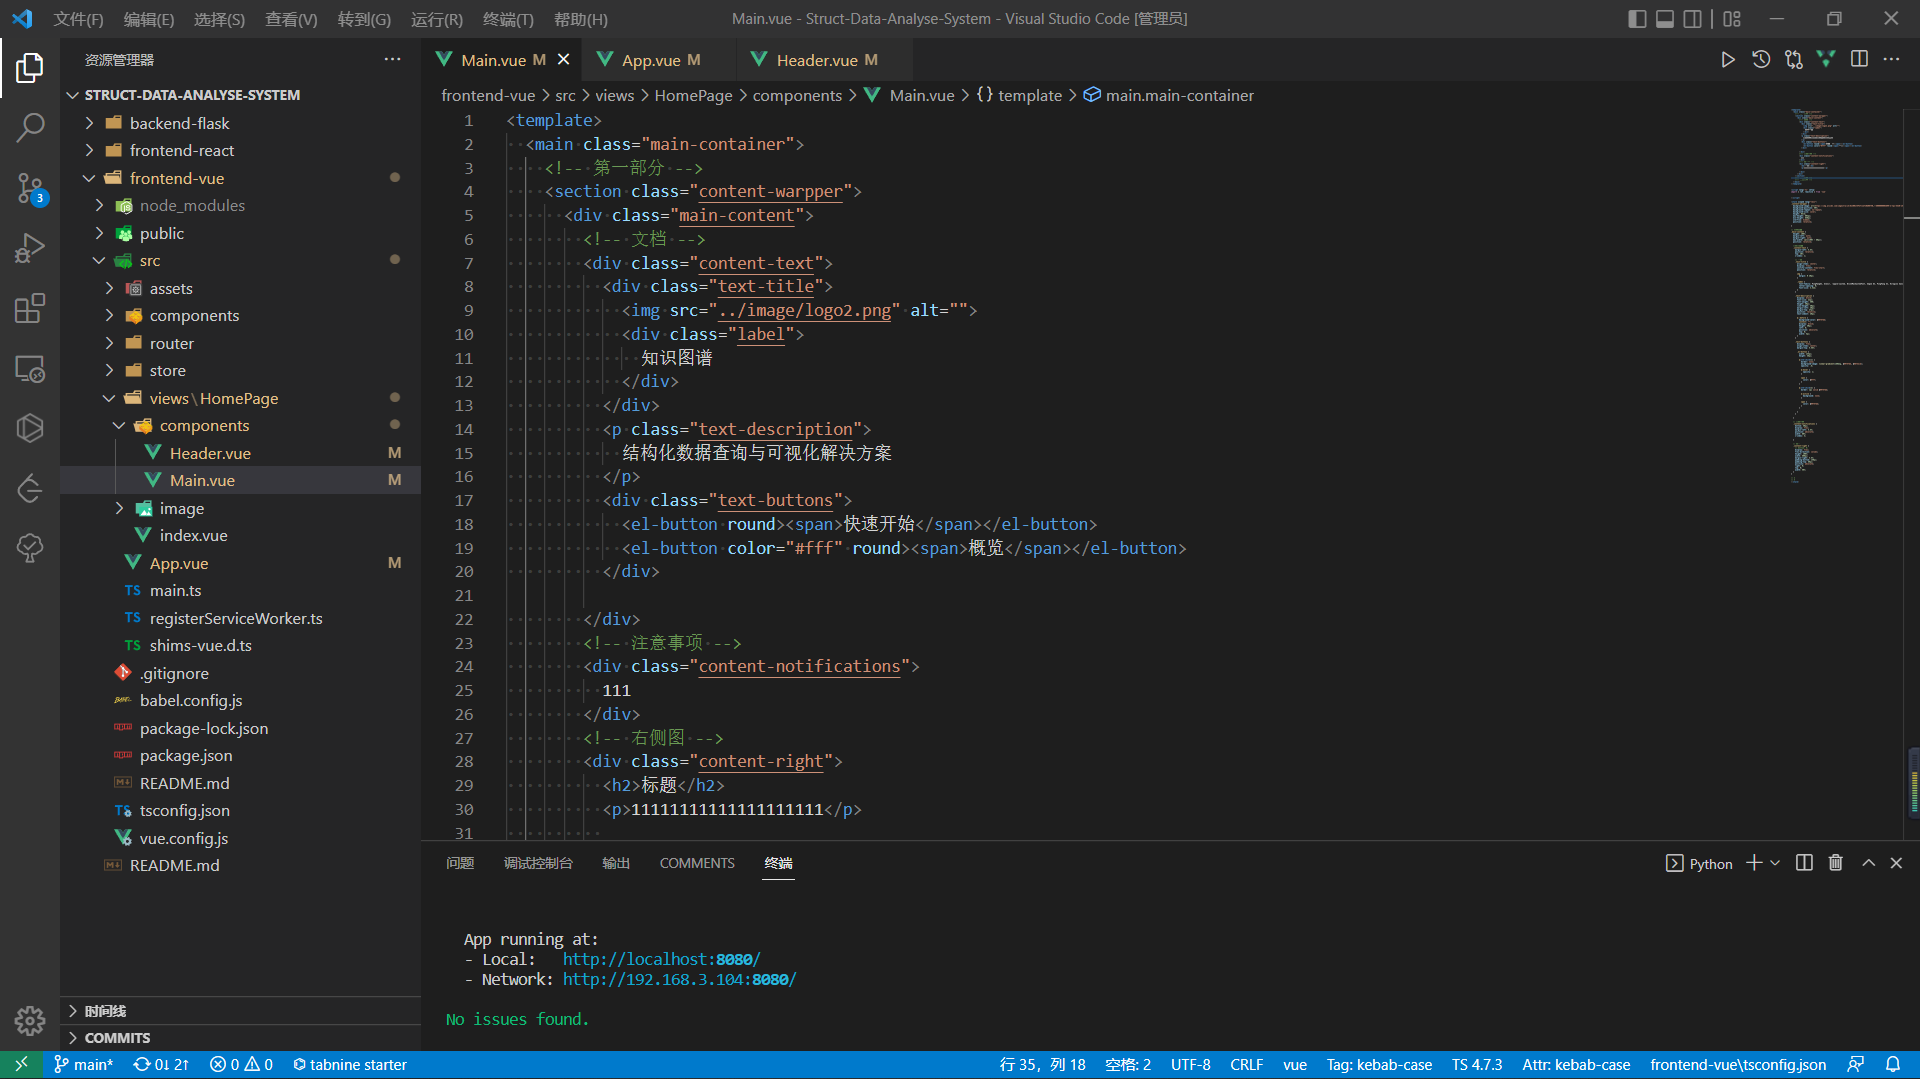 文件(F) 编辑(E) 选择(S) 查看(V) 转到(G) 运行(R) 终端(T) 帮助(H)
Main.vue - Struct-Data-Analyse-System - Visual Studio Code [管理员]
资源管理器
STRUCT-DATA-ANALYSE-SYSTEM
backend-flask
frontend-react
frontend-vue
node_modules
public
src
assets
components
router
store
views\HomePage
components
Header.vue M
Main.vue M
image
index.vue
App.vue M
TS main.ts
TS registerServiceWorker.ts
TS shims-vue.d.ts
.gitignore
babel.config.js
package-lock.json
package.json
README.md
TS tsconfig.json
vue.config.js
README.md
时间线
COMMITS
3
Main.vue M
App.vue M
Header.vue M
frontend-vue > src > views > HomePage > components > Main.vue > {} template > main.main-container
1 <template>
2 <main class="main-container">
3 <!-- 第一部分 -->
4 <section class="content-warpper">
5 <div class="main-content">
6 <!-- 文档 -->
7 <div class="content-text">
8 <div class="text-title">
9 <img src="../image/logo2.png" alt="">
10 <div class="label">
11 知识图谱
12 </div>
13 </div>
14 <p class="text-description">
15 结构化数据查询与可视化解决方案
16 </p>
17 <div class="text-buttons">
18 <el-button round><span>快速开始</span></el-button>
19 <el-button color="#fff" round><span>概览</span></el-button>
20 </div>
21
22 </div>
23 <!-- 注意事项 -->
24 <div class="content-notifications">
25 111
26 </div>
27 <!-- 右侧图 -->
28 <div class="content-right">
29 <h2>标题</h2>
30 <p>11111111111111111111</p>
31
问题 调试控制台 输出 COMMENTS 终端
Python
App running at:
- Local: http://localhost:8080/
- Network: http://192.168.3.104:8080/
No issues found.
main* 0↓ 2↑ 0 0 tabnine starter
行 35，列 18 空格: 2 UTF-8 CRLF vue Tag: kebab-case TS 4.7.3 Attr: kebab-case frontend-vue\tsconfig.json